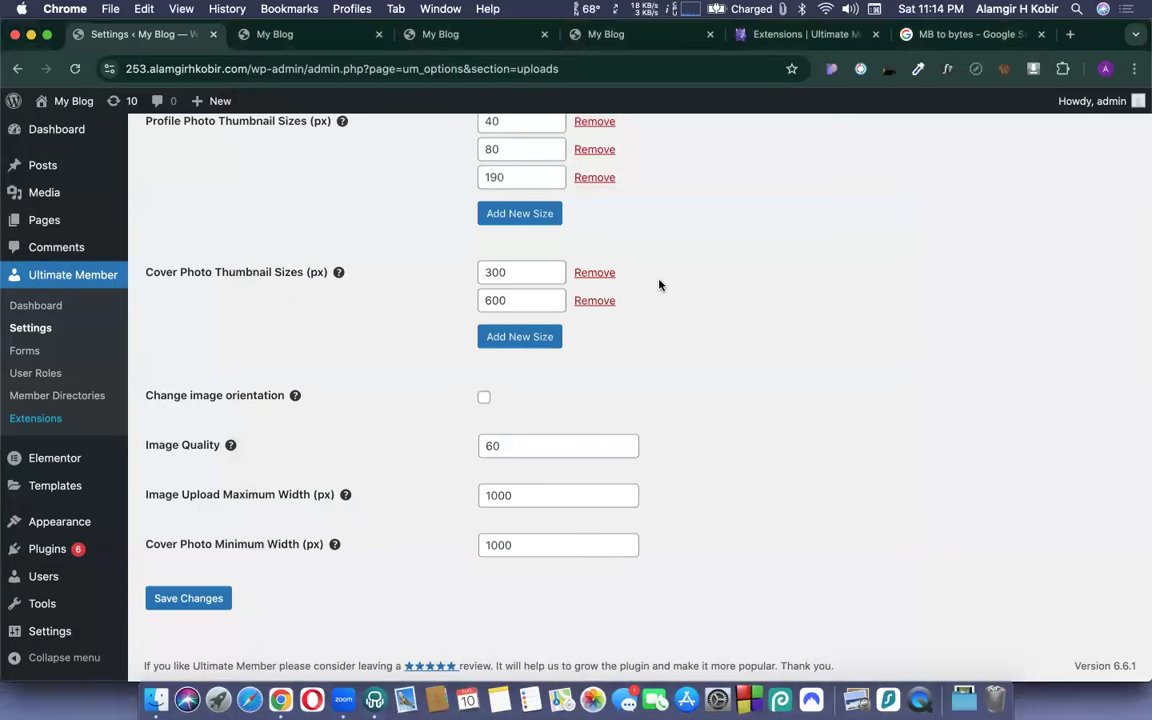 Chrome File Edit View History Bookmarks Profiles Tab Window Help 68° 18 KB/s 3 KB/s Charged Sat 11:14 PM Alamgir H Kobir
Settings ‹ My Blog — My Blog My Blog My Blog Extensions | Ultimate M MB to bytes - Google S
253.alamgirhkobir.com/wp-admin/admin.php?page=um_options&section=uploads
My Blog 10 0 + New Howdy, admin
Dashboard
Posts
Media
Pages
Comments
Ultimate Member
Dashboard
Settings
Forms
User Roles
Member Directories
Extensions
Elementor
Templates
Appearance
Plugins 6
Users
Tools
Settings
Collapse menu
Profile Photo Thumbnail Sizes (px) 40 Remove
80 Remove
190 Remove
Add New Size
Cover Photo Thumbnail Sizes (px) 300 Remove
600 Remove
Add New Size
Change image orientation
Image Quality 60
Image Upload Maximum Width (px) 1000
Cover Photo Minimum Width (px) 1000
Save Changes
If you like Ultimate Member please consider leaving a ★★★★★ review. It will help us to grow the plugin and make it more popular. Thank you. Version 6.6.1
zoom
10